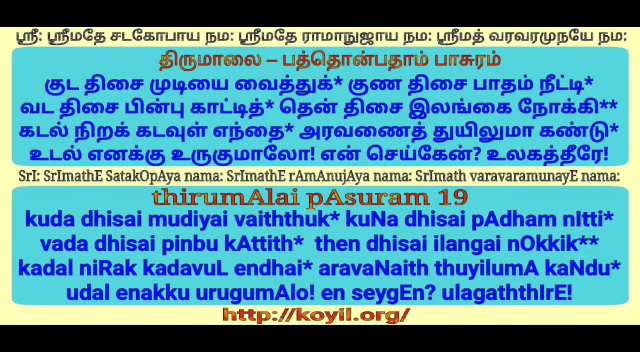 ஸ்ரீ: ஸ்ரீமதே சடகோபாய நம: ஸ்ரீமதே ராமாநுஜாய நம: ஸ்ரீமத் வரவரமுநயே நம:
திருமாலை – பத்தொன்பதாம் பாசுரம்
குட திசை முடியை வைத்துக்* குண திசை பாதம் நீட்டி*
வட திசை பின்பு காட்டித்* தென் திசை இலங்கை நோக்கி**
கடல் நிறக் கடவுள் எந்தை* அரவணைத் துயிலுமா கண்டு*
உடல் எனக்கு உருகுமாலோ! என் செய்கேன்? உலகத்தீரே!
SrI: SrImathE SatakOpAya nama: SrImathE rAmAnujAya nama: SrImath varavaramunayE nama:
thirumAlai pAsuram 19
kuda dhisai mudiyai vaiththuk* kuNa dhisai pAdham nItti*
vada dhisai pinbu kAttith* then dhisai ilangai nOkkik**
kadal niRak kadavuL endhai* aravaNaith thuyilumA kaNdu*
udal enakku urugumAlo! en seygEn? ulagaththIrE!
http://koyil.org/